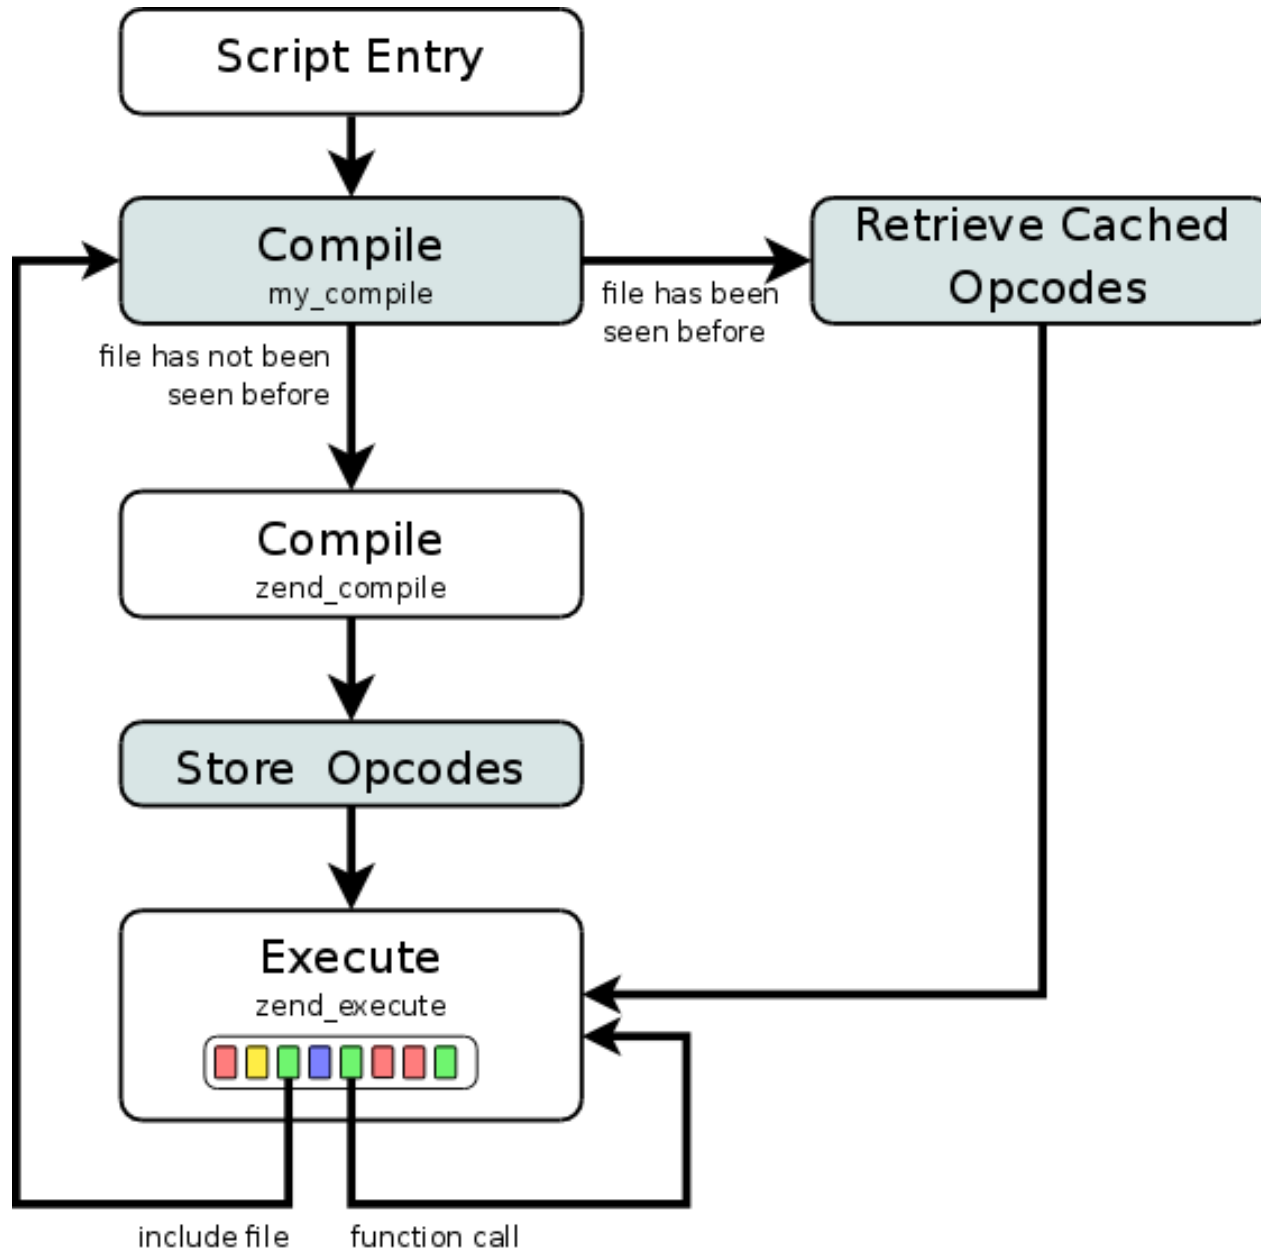 Script Entry
Compile
my_compile
Retrieve Cached
Opcodes
file has been
seen before
file has not been
seen before
Compile
zend_compile
Store Opcodes
Execute
zend_execute
include file
function call